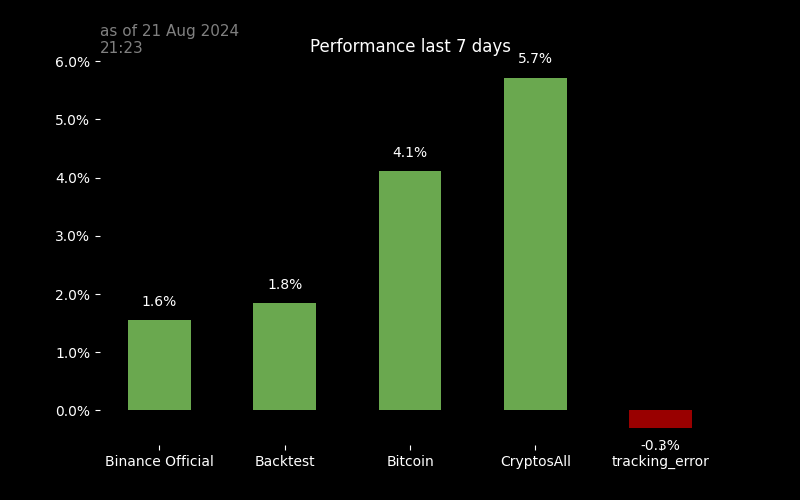 as of 21 Aug 2024
21:23
Performance last 7 days
6.0%
5.0%
4.0%
3.0%
2.0%
1.0%
0.0%
1.6%
1.8%
4.1%
5.7%
-0.3%
Binance Official
Backtest
Bitcoin
CryptosAll
tracking_error